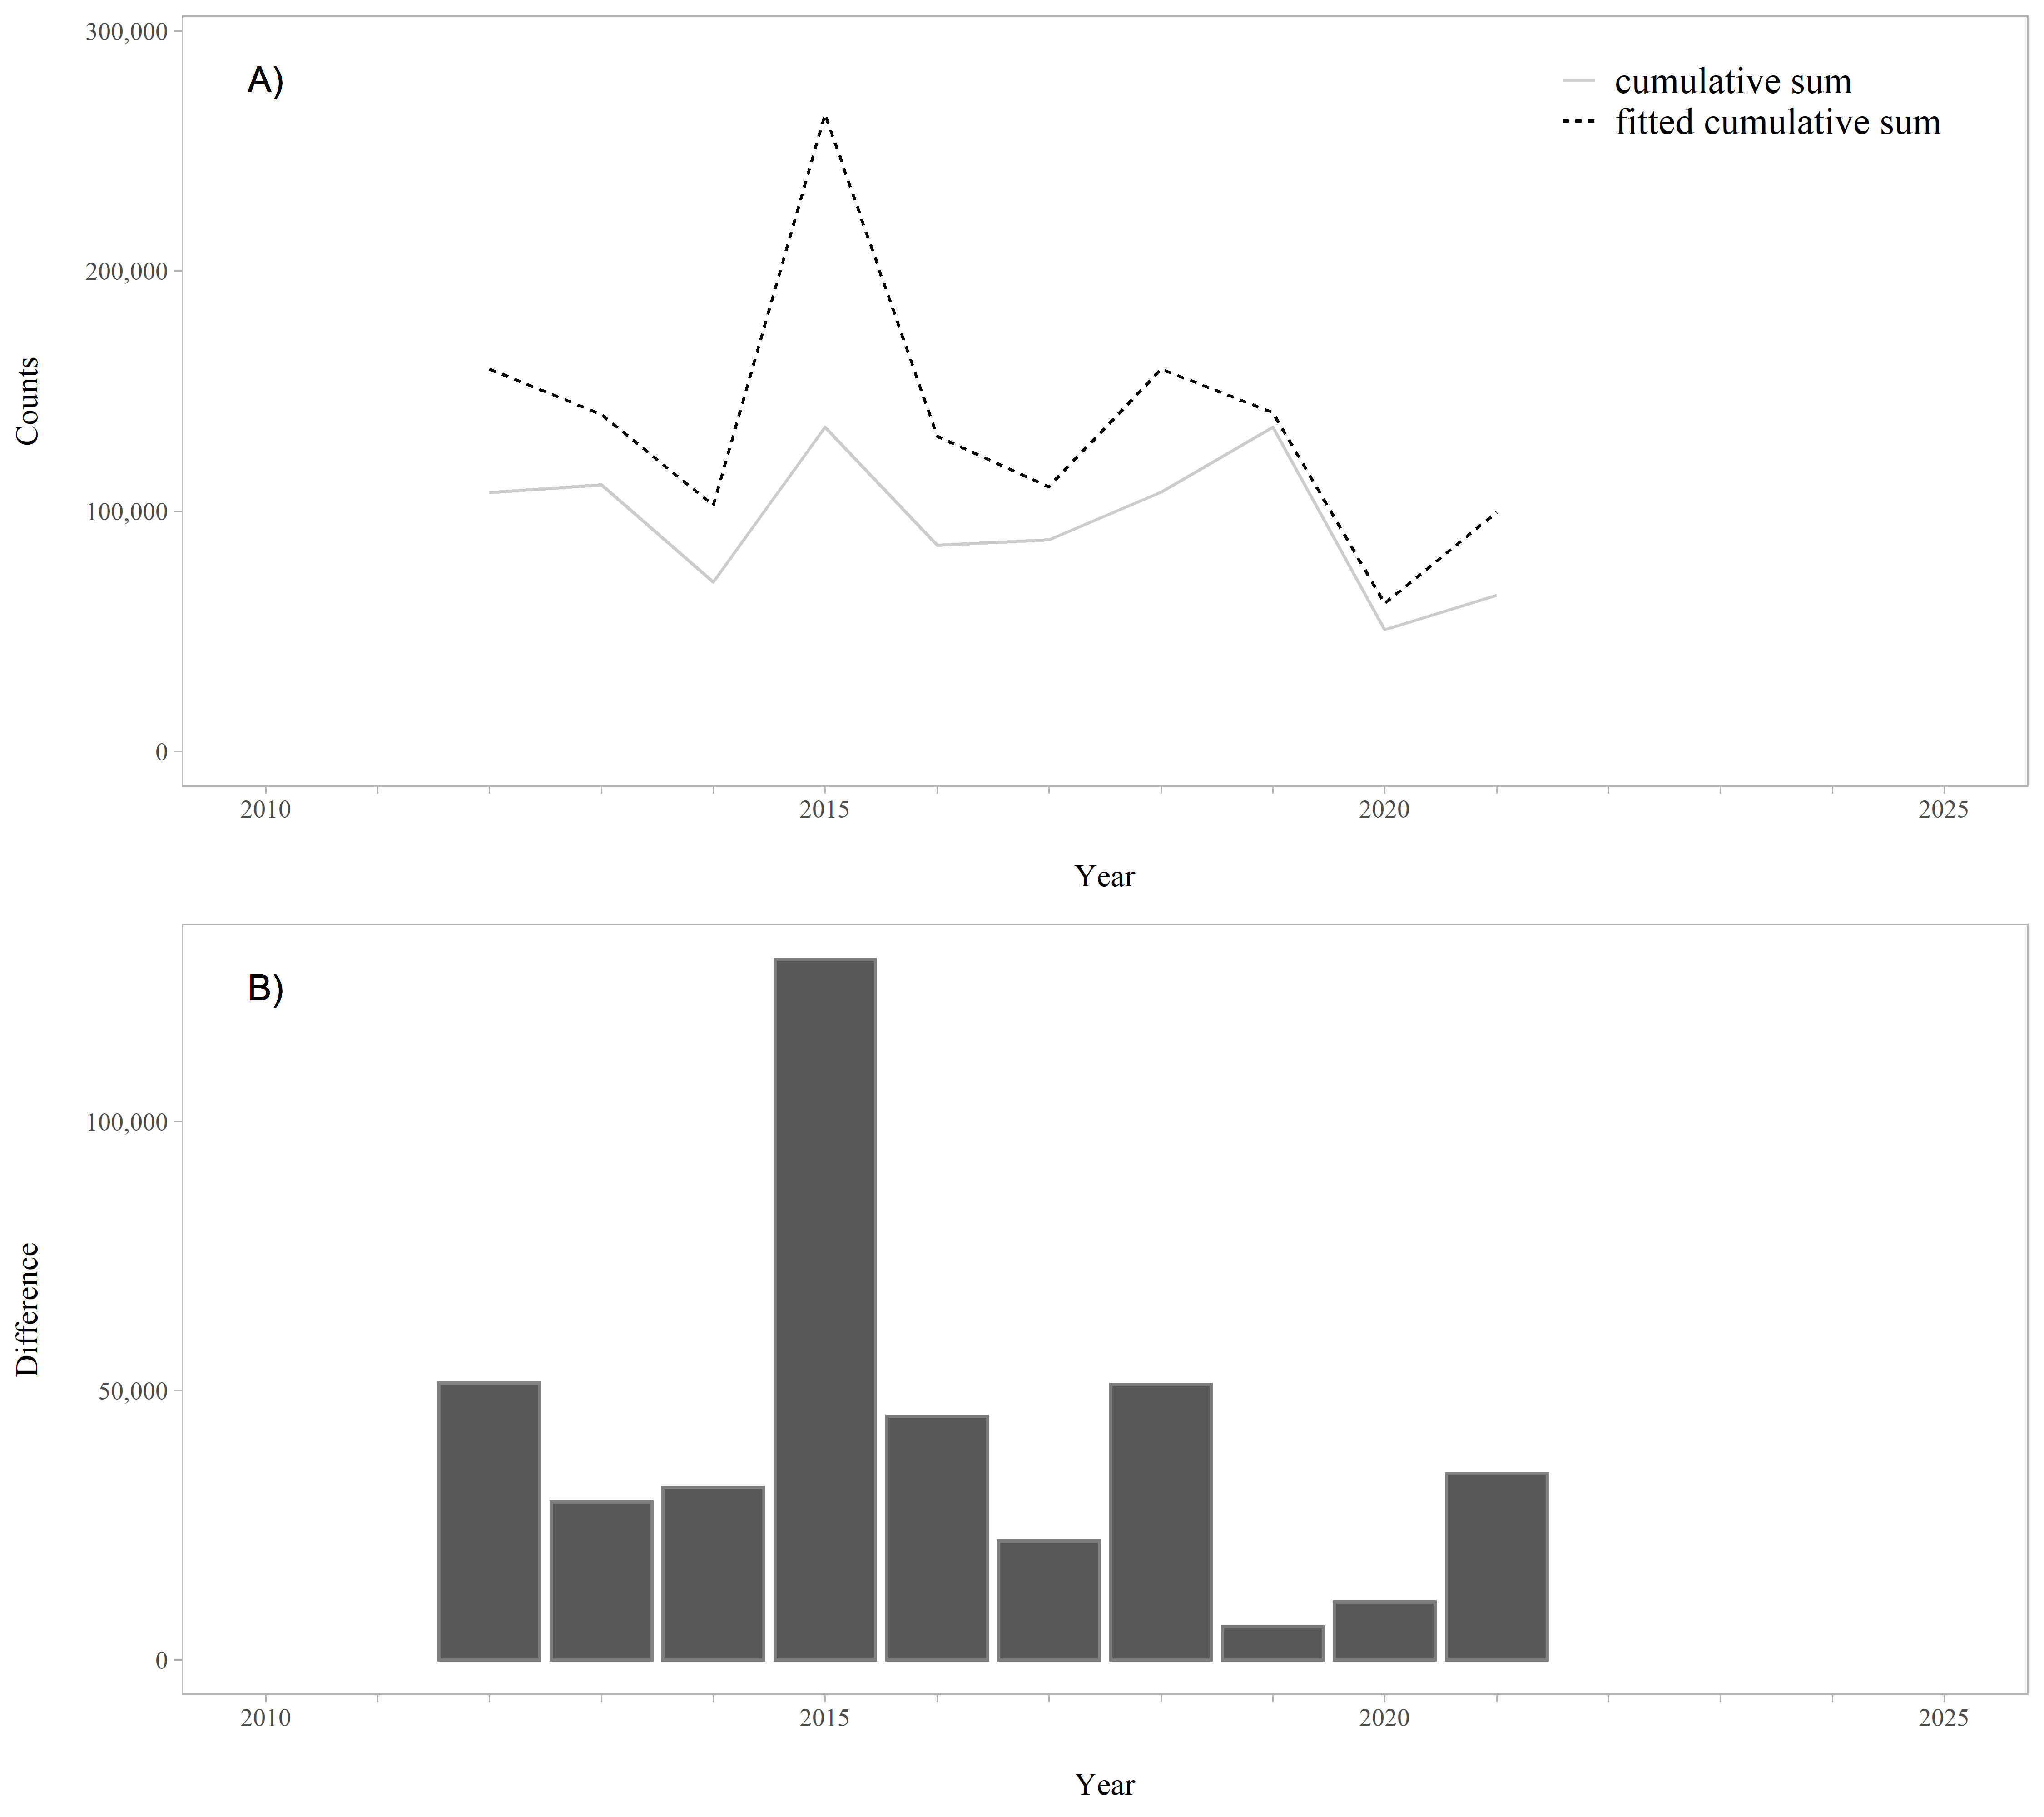 300,000
A)
cumulative sum
fitted cumulative sum
200,000
Counts
100,000
0
2010 2015 2020 2025
Year
B)
100,000
Difference
50,000
0
2010 2015 2020 2025
Year